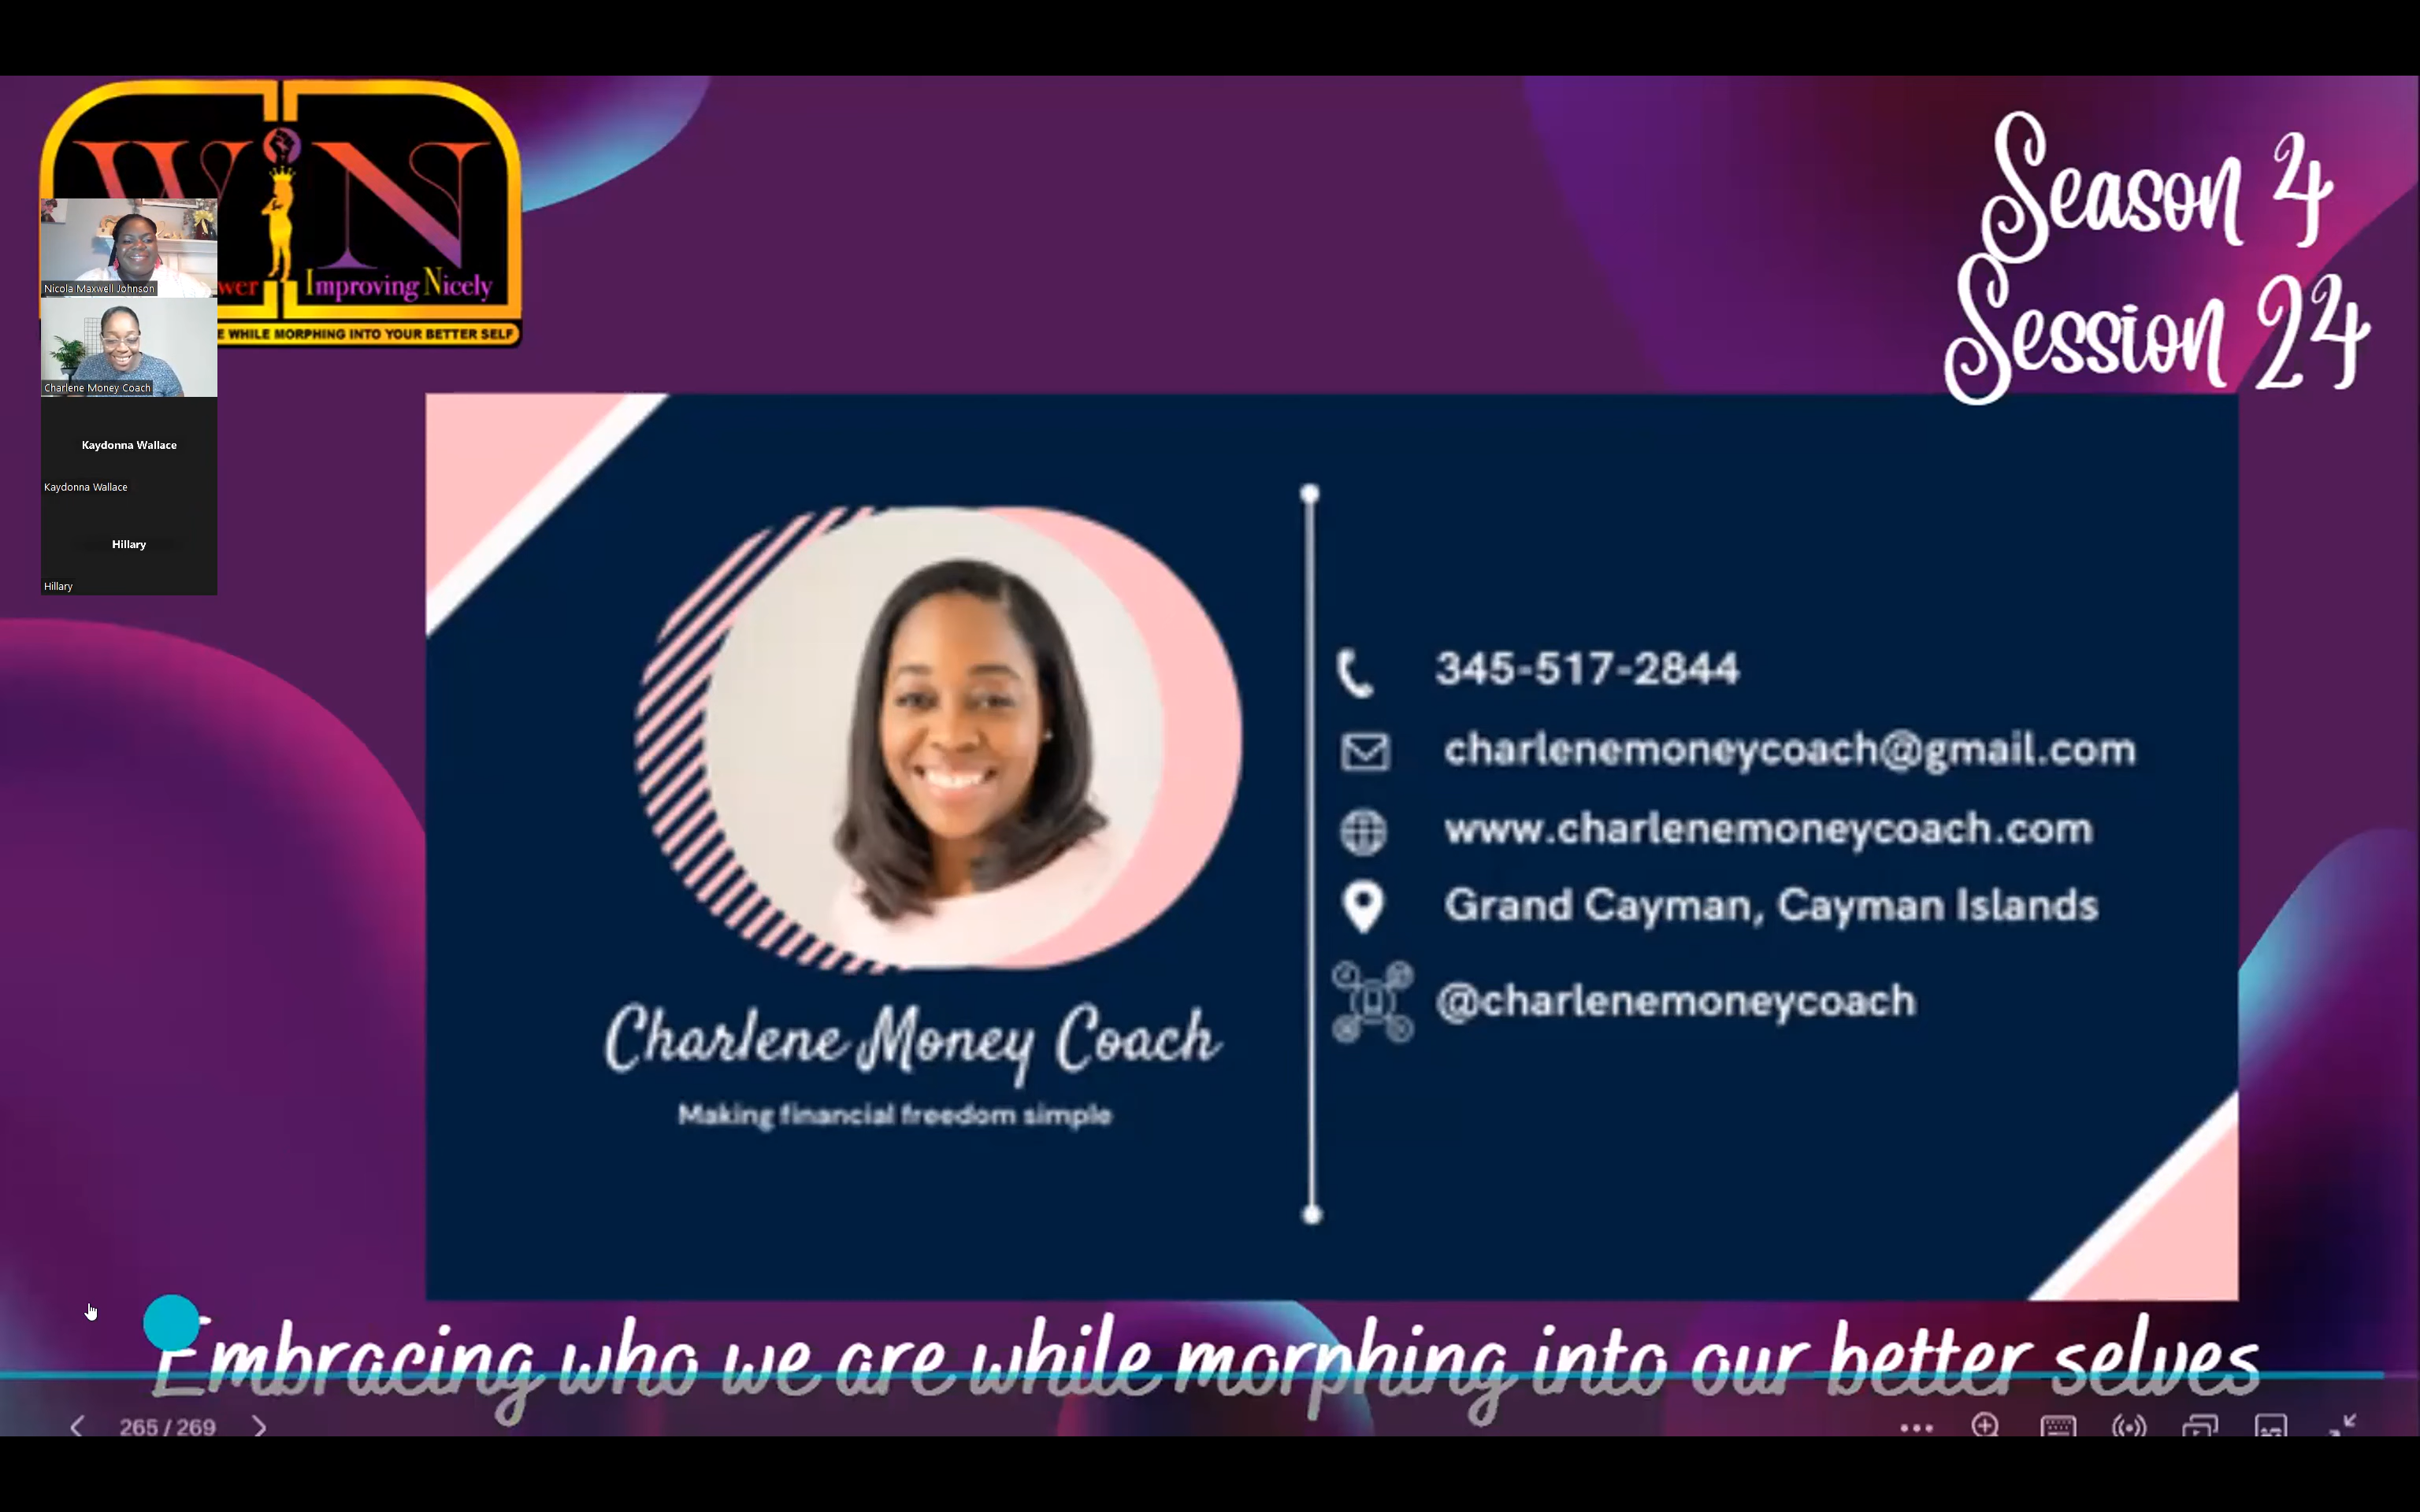 WiN
wer Improving Nicely
E WHILE MORPHING INTO YOUR BETTER SELF
Nicola Maxwell Johnson
Charlene Money Coach
Kaydonna Wallace
Kaydonna Wallace
Hillary
Hillary
Season 4
Session 24
345-517-2844
charlenemoneycoach@gmail.com
www.charlenemoneycoach.com
Grand Cayman, Cayman Islands
@charlenemoneycoach
Charlene Money Coach
Making financial freedom simple
Embracing who we are while morphing into our better selves
265 / 269